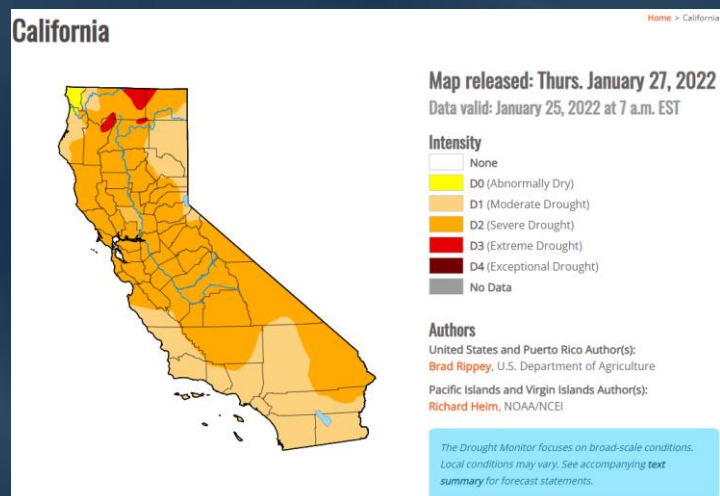 Home > California
California
Map released: Thurs. January 27, 2022
Data valid: January 25, 2022 at 7 a.m. EST
Intensity
None
D0 (Abnormally Dry)
D1 (Moderate Drought)
D2 (Severe Drought)
D3 (Extreme Drought)
D4 (Exceptional Drought)
No Data
Authors
United States and Puerto Rico Author(s):
Brad Rippey, U.S. Department of Agriculture
Pacific Islands and Virgin Islands Author(s):
Richard Heim, NOAA/NCEI
The Drought Monitor focuses on broad-scale conditions.
Local conditions may vary. See accompanying text
summary for forecast statements.